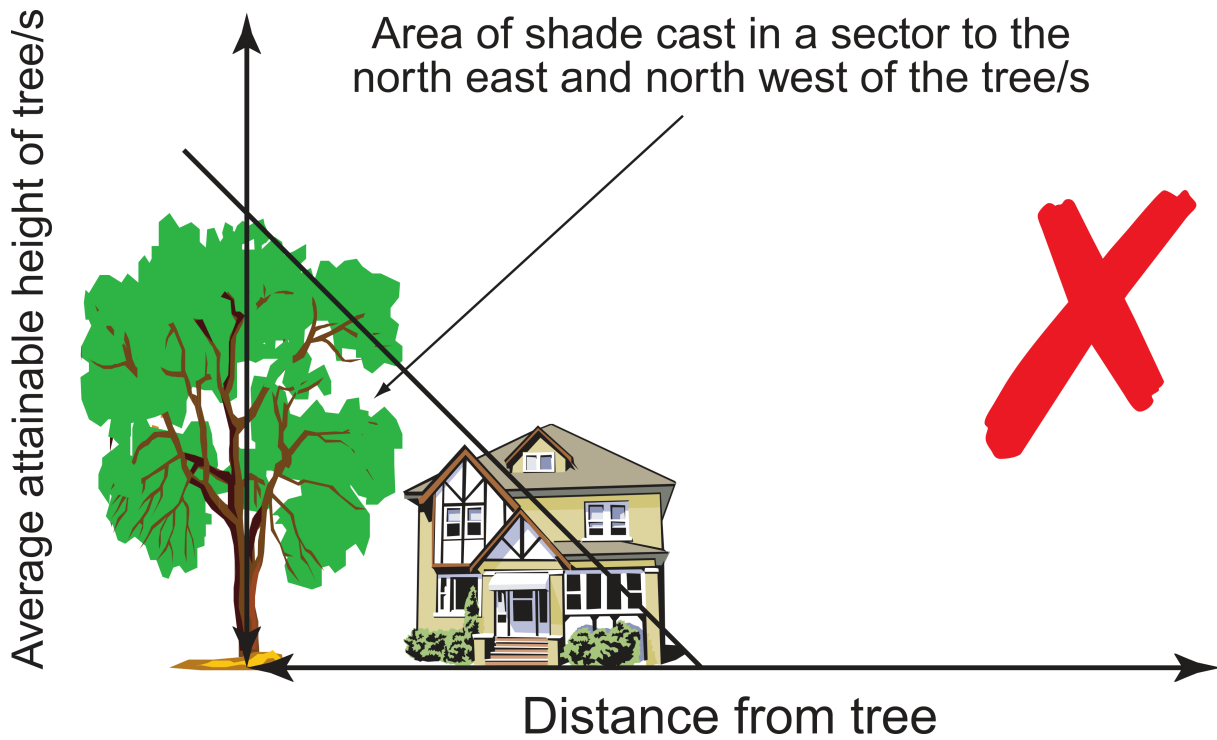 Average attainable height of tree/s
Area of shade cast in a sector to the
north east and north west of the tree/s
Distance from tree